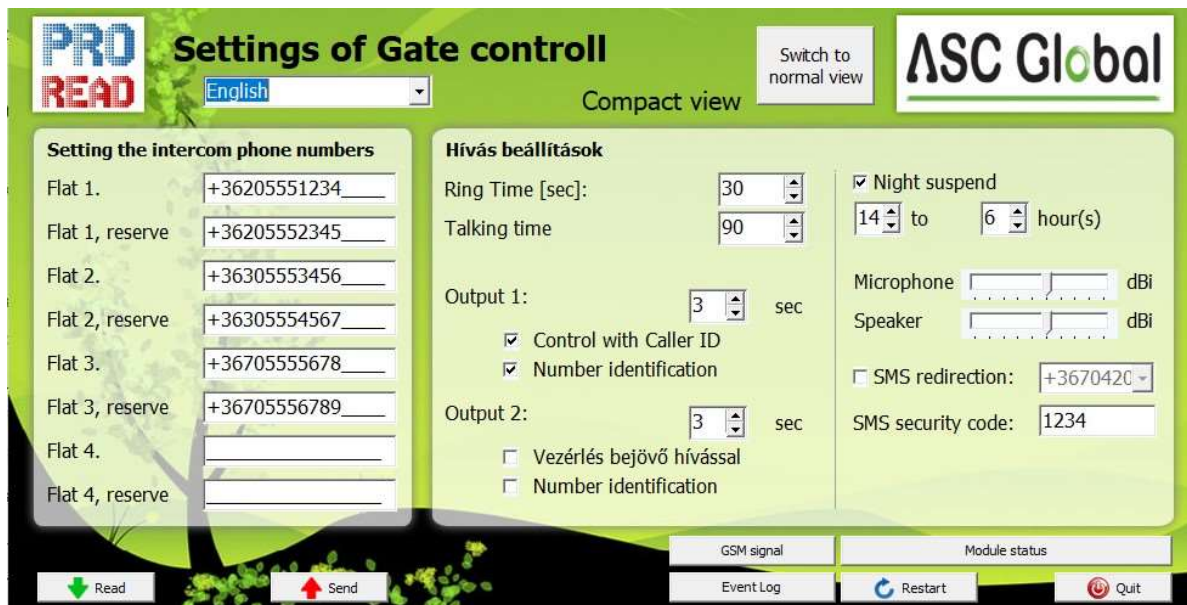 PRO
READ
Settings of Gate controll
English
Compact view
Switch to
normal view
ASC Global
Setting the intercom phone numbers
Flat 1.
+36205551234____
Flat 1, reserve
+36205552345____
Flat 2.
+36305553456____
Flat 2, reserve
+36305554567____
Flat 3.
+36705555678____
Flat 3, reserve
+36705556789____
Flat 4.
Flat 4, reserve
Hívás beállítások
Ring Time [sec]:
30
Talking time
90
Output 1:
3
sec
Control with Caller ID
Number identification
Output 2:
3
sec
Vezérlés bejövő hívással
Number identification
Night suspend
14 to 6 hour(s)
Microphone
dBi
Speaker
dBi
SMS redirection:
+3670420
SMS security code:
1234
GSM signal
Module status
Read
Send
Event Log
Restart
Quit